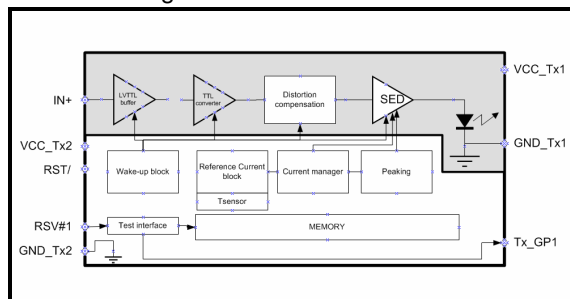 VCC_Tx1
LVTTL
buffer
TTL
converter
Distortion
compensation
SED
IN+
GND_Tx1
VCC_Tx2
RST/
Wake-up block
Reference Current
block
Current manager
Peaking
Tsensor
RSV#1
Test interface
MEMORY
GND_Tx2
Tx_GP1